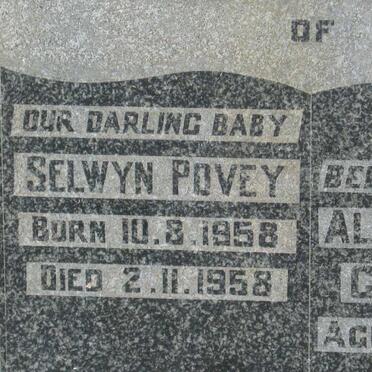 OF
OUR DARLING BABY
SELWYN POVEY
BORN 10.8.1958
DIED 2.11.1958